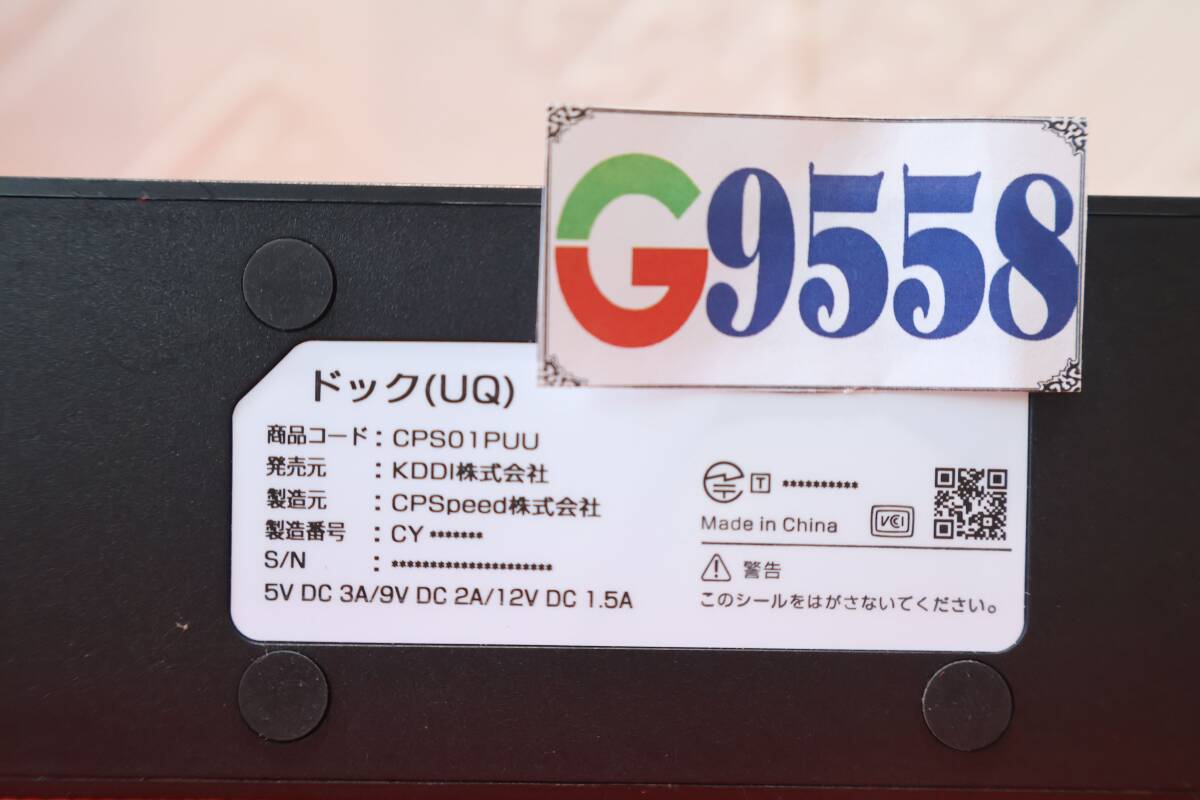 G9558
ドック(UQ)
商品コード：CPS01PUU
発売元：KDDI株式会社
製造元：CPSpeed株式会社
製造番号：CY*******
S/N：*********************
5V DC 3A/9V DC 2A/12V DC 1.5A
T **********
Made in China
VCCI
警告
このシールをはがさないでください。